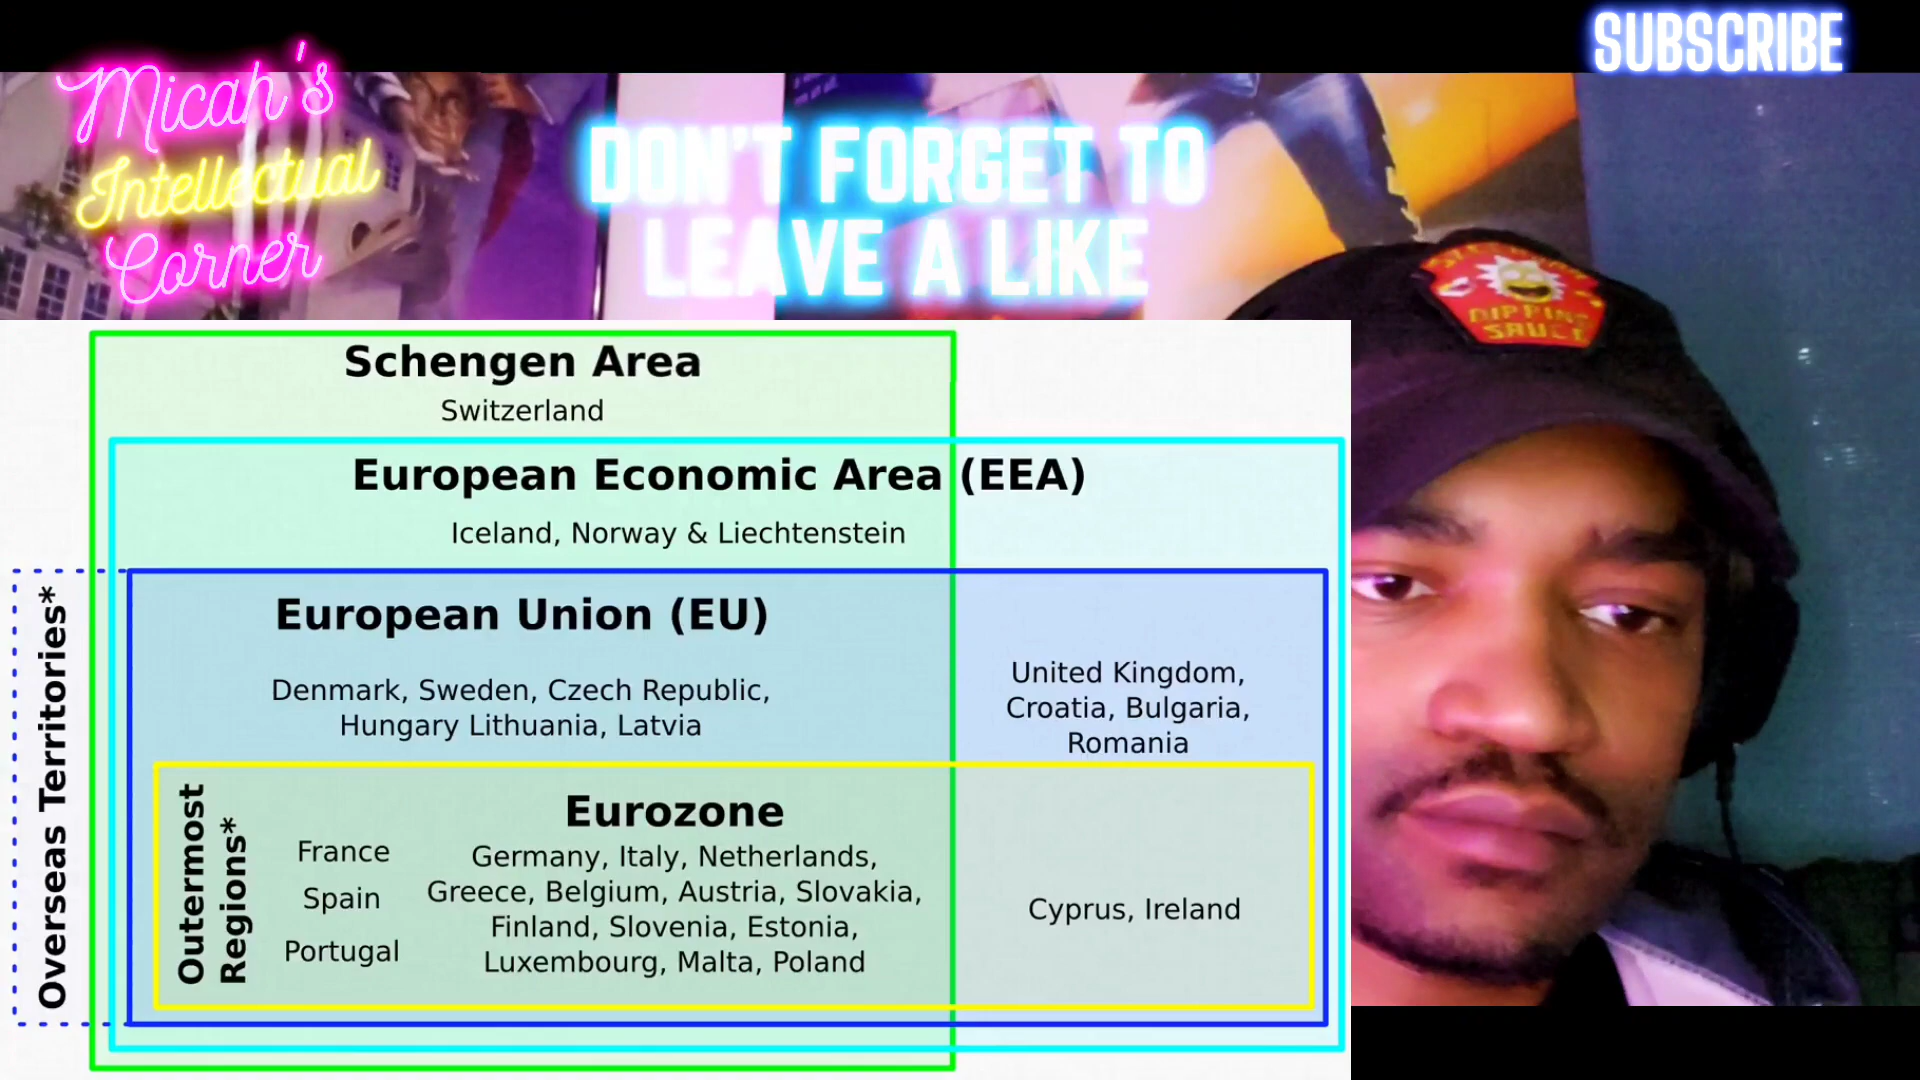 SUBSCRIBE
Micah's
Intellectual
Corner
DON'T FORGET TO
LEAVE A LIKE
DIPPING
SAUCE
Schengen Area
Switzerland
European Economic Area (EEA)
Iceland, Norway & Liechtenstein
European Union (EU)
Denmark, Sweden, Czech Republic,
Hungary Lithuania, Latvia
United Kingdom,
Croatia, Bulgaria,
Romania
Overseas Territories*
Outermost
Regions*
France
Spain
Portugal
Eurozone
Germany, Italy, Netherlands,
Greece, Belgium, Austria, Slovakia,
Finland, Slovenia, Estonia,
Luxembourg, Malta, Poland
Cyprus, Ireland